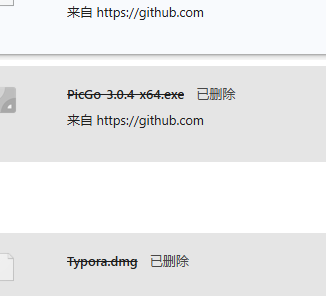 来自 https://github.com
PicGo-3.0.4-x64.exe 已删除
来自 https://github.com
Typora.dmg 已删除